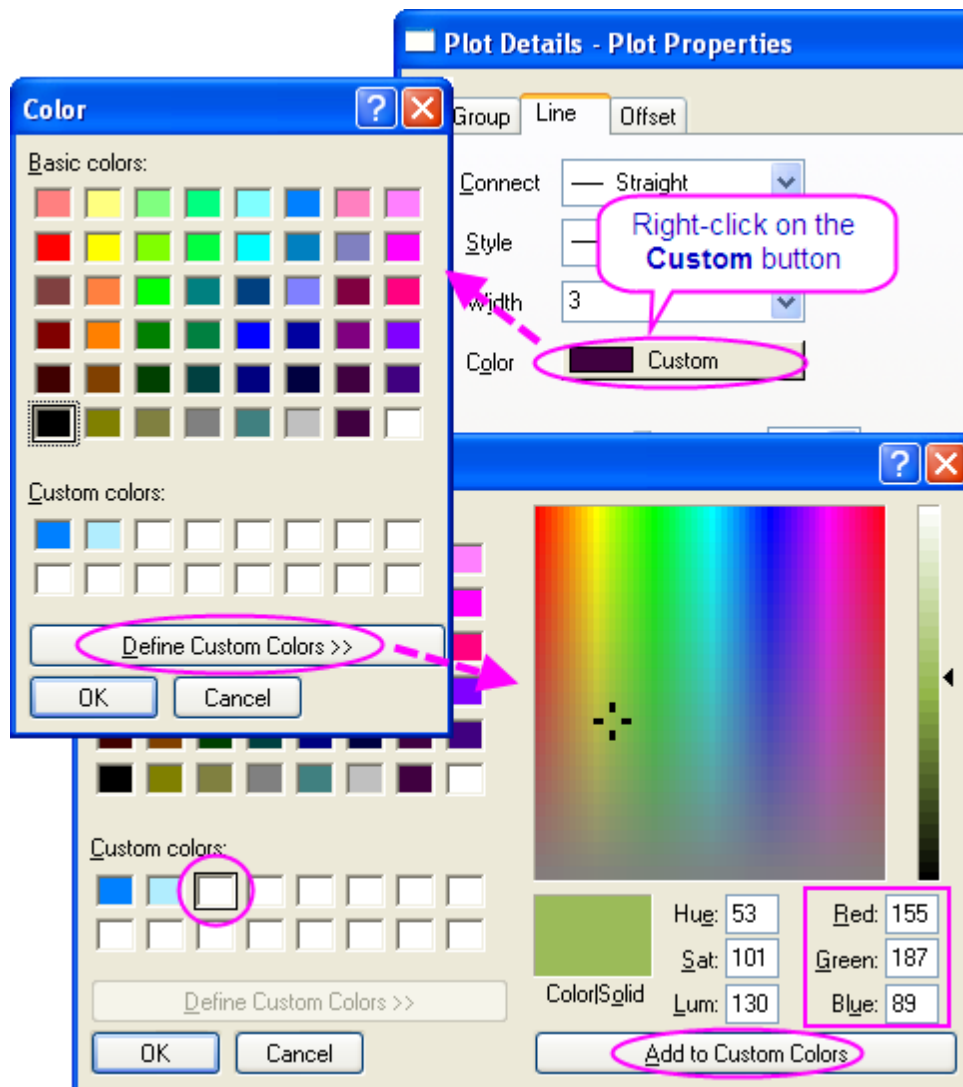 Plot Details - Plot Properties
Group Line Offset
Connect — Straight
Style
Width 3
Color Custom
Right-click on the
Custom button
Color
Basic colors:
Custom colors:
Define Custom Colors >>
OK Cancel
Custom colors:
Define Custom Colors >>
OK Cancel
Color|Solid
Hue: 53 Red: 155
Sat: 101 Green: 187
Lum: 130 Blue: 89
Add to Custom Colors